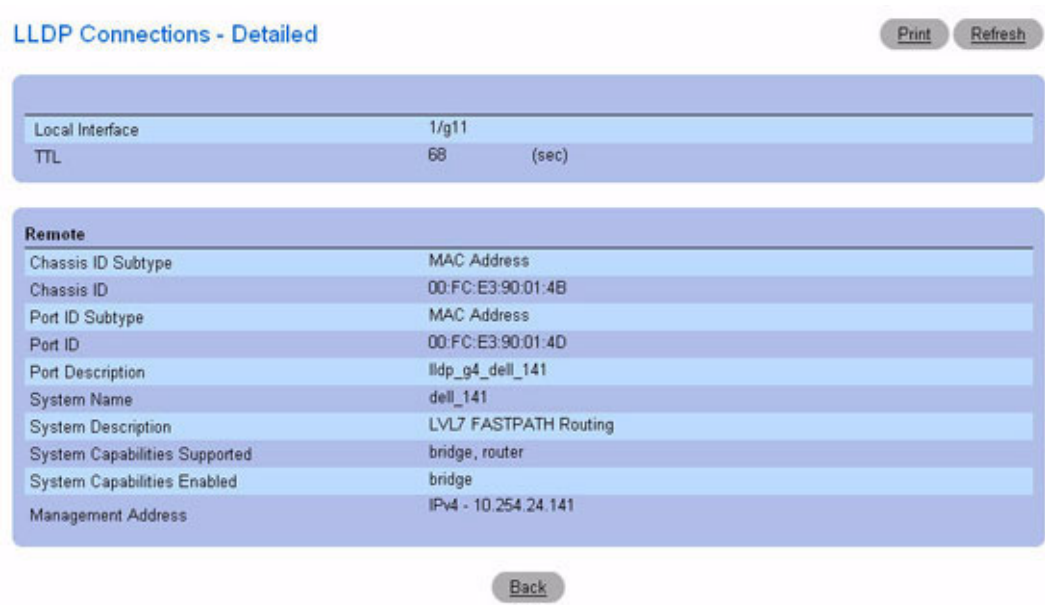 LLDP Connections - Detailed
Print Refresh
Local Interface 1/g11
TTL 68 (sec)
Remote
Chassis ID Subtype MAC Address
Chassis ID 00:FC:E3:90:01:4B
Port ID Subtype MAC Address
Port ID 00:FC:E3:90:01:4D
Port Description lldp_g4_dell_141
System Name dell_141
System Description LVL7 FASTPATH Routing
System Capabilities Supported bridge, router
System Capabilities Enabled bridge
Management Address IPv4 - 10.254.24.141
Back